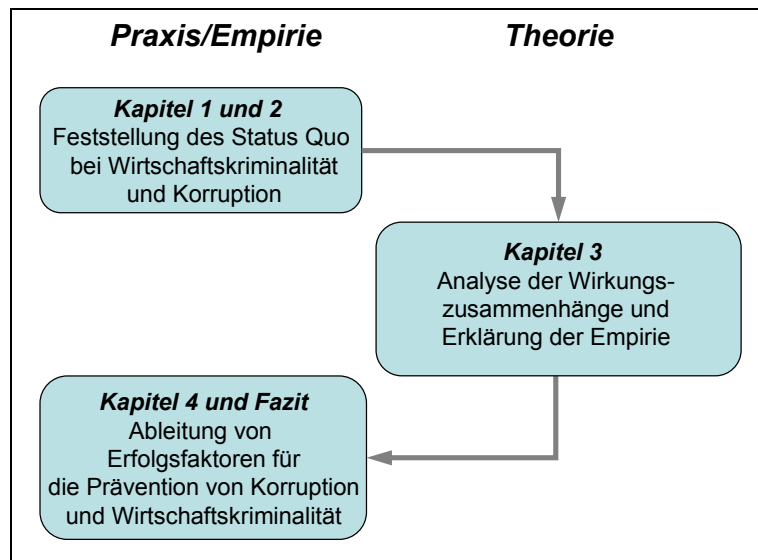 Praxis/Empirie
Theorie
Kapitel 1 und 2
Feststellung des Status Quo
bei Wirtschaftskriminalität
und Korruption
Kapitel 3
Analyse der Wirkungs-
zusammenhänge und
Erklärung der Empirie
Kapitel 4 und Fazit
Ableitung von
Erfolgsfaktoren für
die Prävention von Korruption
und Wirtschaftskriminalität